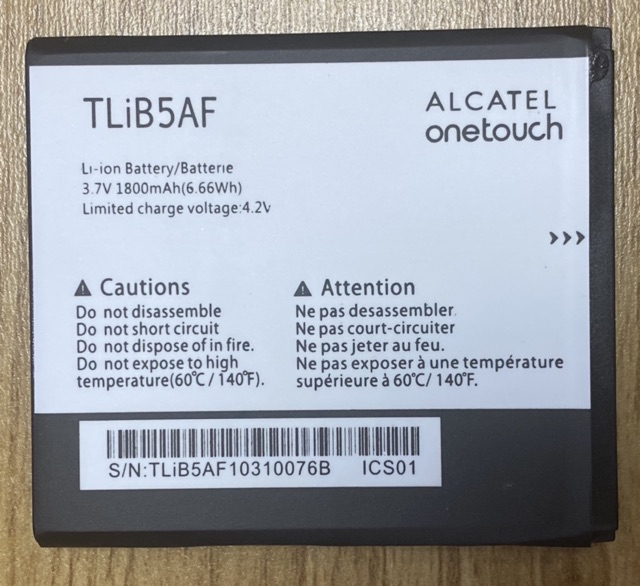 TLiB5AF
ALCATEL
onetouch
Li-ion Battery/Batterie
3.7V 1800mAh(6.66Wh)
Limited charge voltage:4.2V
›››
Cautions
Do not disassemble
Do not short circuit
Do not dispose of in fire.
Do not expose to high
temperature(60℃ / 140℉).
Attention
Ne pas desassembler
Ne pas court-circuiter
Ne pas jeter au feu.
Ne pas exposer à une température
supérieure à 60℃/ 140℉.
S/N:TLiB5AF10310076B ICS01